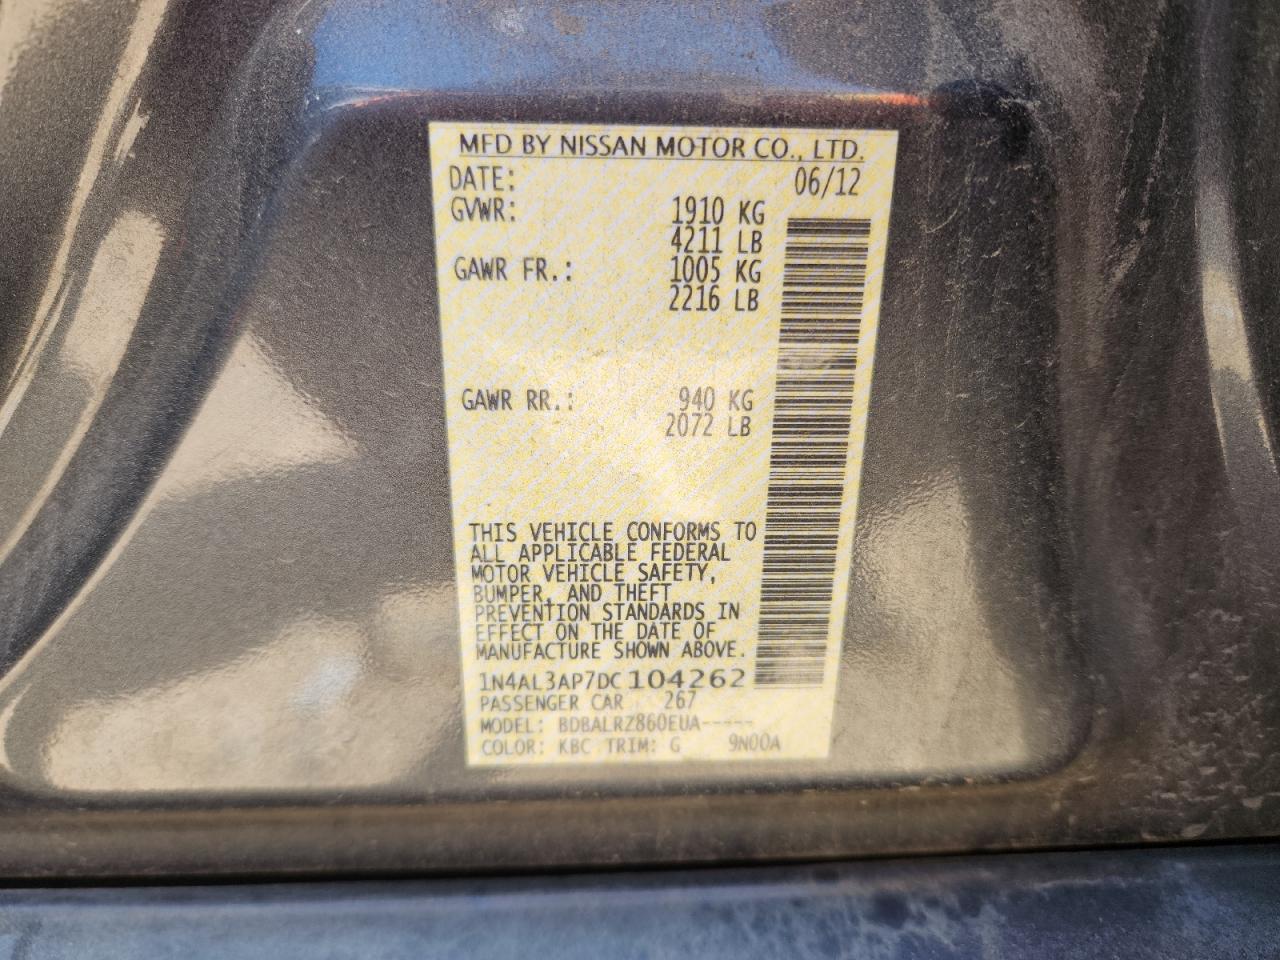 MFD BY NISSAN MOTOR CO., LTD.
DATE: 06/12
GVWR: 1910 KG
4211 LB
GAWR FR.: 1005 KG
2216 LB
GAWR RR.: 940 KG
2072 LB
THIS VEHICLE CONFORMS TO
ALL APPLICABLE FEDERAL
MOTOR VEHICLE SAFETY,
BUMPER, AND THEFT
PREVENTION STANDARDS IN
EFFECT ON THE DATE OF
MANUFACTURE SHOWN ABOVE.
1N4AL3AP7DC104262
PASSENGER CAR 267
MODEL: BDBALRZ860EUA-----
COLOR: KBC TRIM: G 9N00A